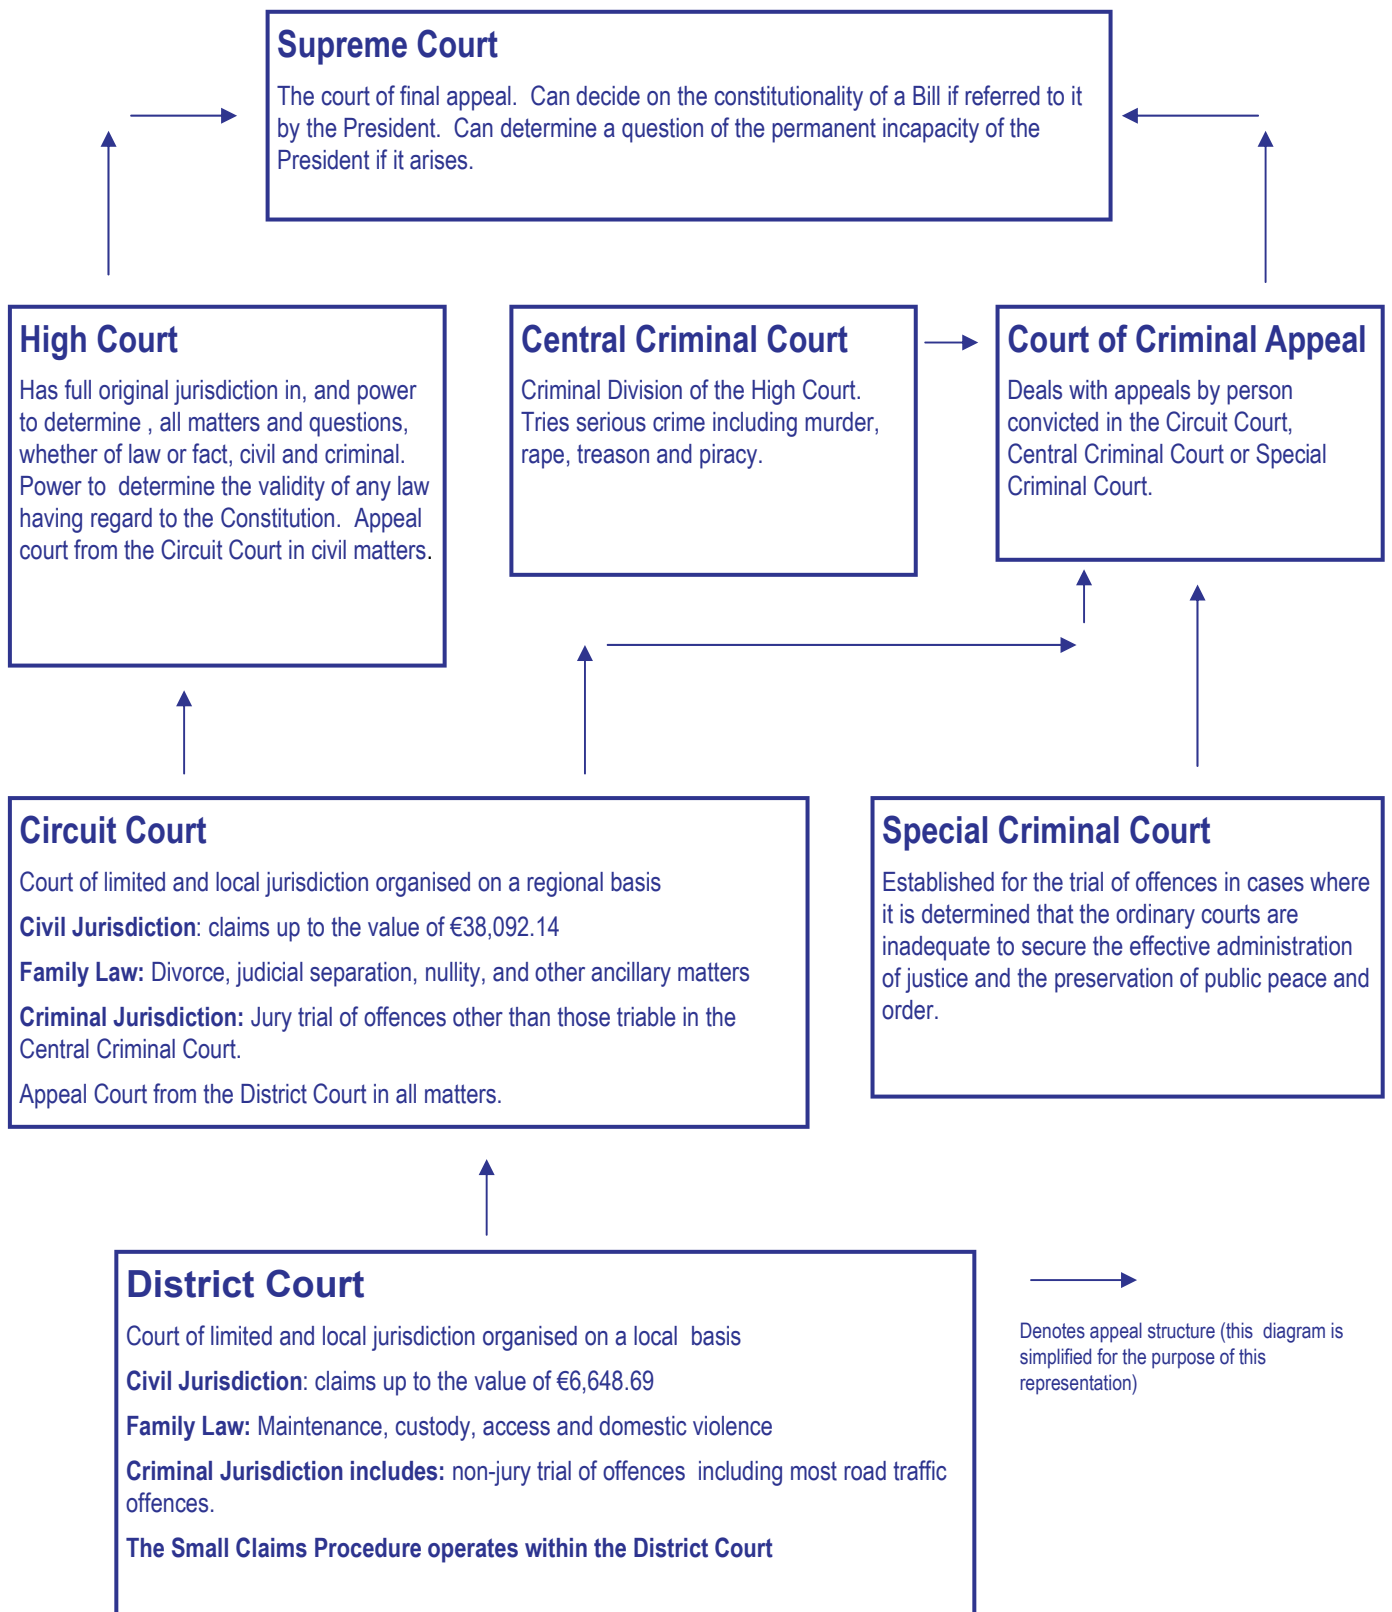 Supreme Court
The court of final appeal.  Can decide on the constitutionality of a Bill if referred to it
by the President.  Can determine a question of the permanent incapacity of the
President if it arises.
High Court
Has full original jurisdiction in, and power
to determine , all matters and questions,
whether of law or fact, civil and criminal.
Power to  determine the validity of any law
having regard to the Constitution.  Appeal
court from the Circuit Court in civil matters.
Central Criminal Court
Criminal Division of the High Court.
Tries serious crime including murder,
rape, treason and piracy.
Court of Criminal Appeal
Deals with appeals by person
convicted in the Circuit Court,
Central Criminal Court or Special
Criminal Court.
Circuit Court
Court of limited and local jurisdiction organised on a regional basis
Civil Jurisdiction: claims up to the value of €38,092.14
Family Law: Divorce, judicial separation, nullity, and other ancillary matters
Criminal Jurisdiction: Jury trial of offences other than those triable in the
Central Criminal Court.
Appeal Court from the District Court in all matters.
Special Criminal Court
Established for the trial of offences in cases where
it is determined that the ordinary courts are
inadequate to secure the effective administration
of justice and the preservation of public peace and
order.
District Court
Court of limited and local jurisdiction organised on a local  basis
Civil Jurisdiction: claims up to the value of €6,648.69
Family Law: Maintenance, custody, access and domestic violence
Criminal Jurisdiction includes: non-jury trial of offences  including most road traffic
offences.
The Small Claims Procedure operates within the District Court
Denotes appeal structure (this  diagram is
simplified for the purpose of this
representation)